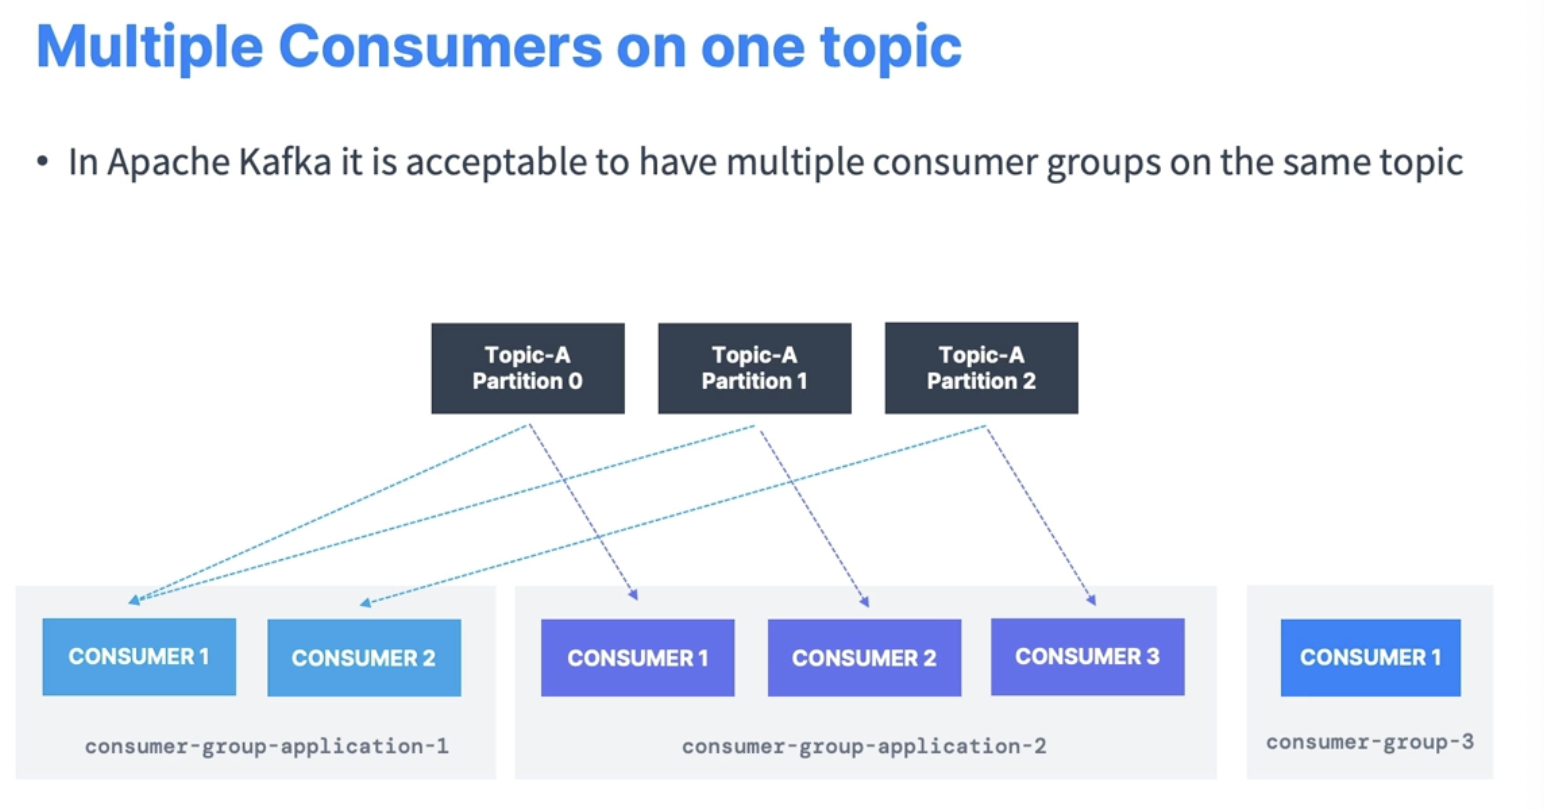 Multiple Consumers on one topic
• In Apache Kafka it is acceptable to have multiple consumer groups on the same topic
Topic-A
Partition 0
Topic-A
Partition 1
Topic-A
Partition 2
CONSUMER 1
CONSUMER 2
consumer-group-application-1
CONSUMER 1
CONSUMER 2
CONSUMER 3
consumer-group-application-2
CONSUMER 1
consumer-group-3